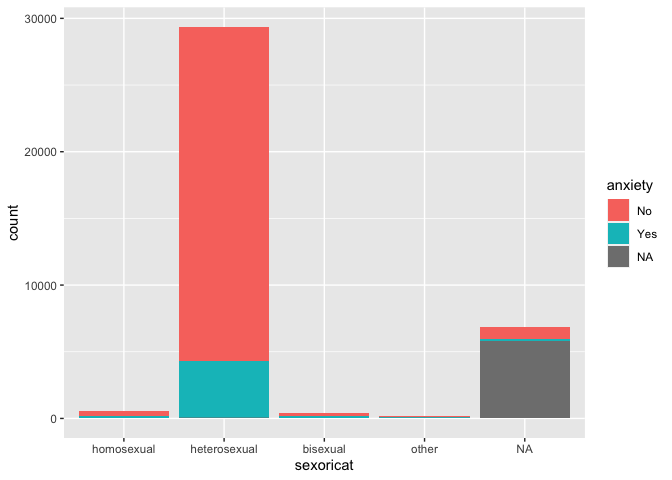 30000
20000
10000
0
count
homosexual heterosexual bisexual other NA
sexoricat
anxiety
No
Yes
NA